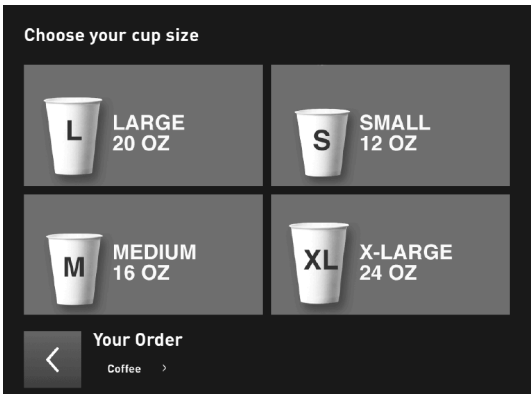 Choose your cup size
L
LARGE
20 OZ
S
SMALL
12 OZ
M
MEDIUM
16 OZ
XL
X-LARGE
24 OZ
Your Order
Coffee